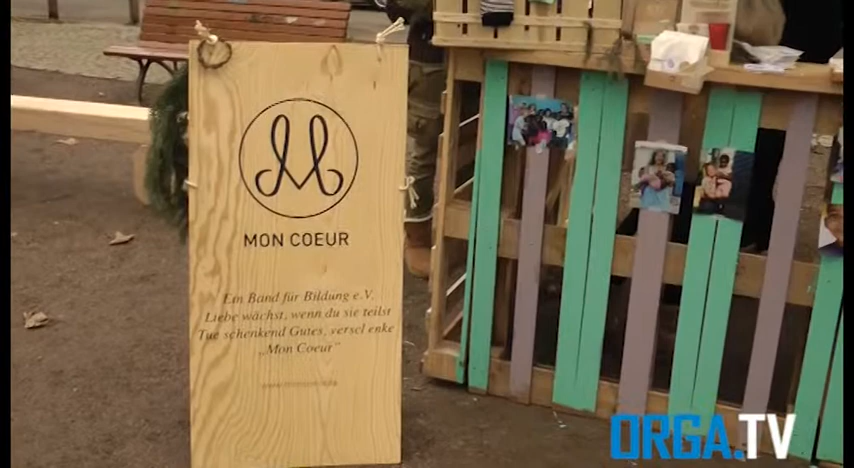 MON COEUR
Ein Band für Bildung e.V.
Liebe wächst, wenn du sie teilst
Tue schenkend Gutes, verschenke
„Mon Coeur”
ORGA.TV